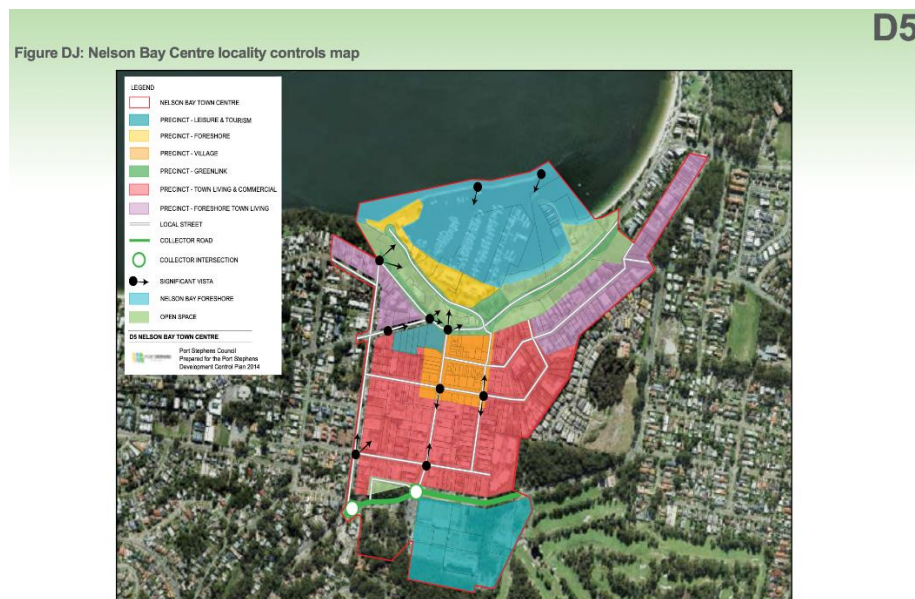 D5
Figure DJ: Nelson Bay Centre locality controls map
LEGEND
NELSON BAY TOWN CENTRE
PRECINCT - LEISURE & TOURISM
PRECINCT - FORESHORE
PRECINCT - VILLAGE
PRECINCT - GREENLINK
PRECINCT - TOWN LIVING & COMMERCIAL
PRECINCT - FORESHORE TOWN LIVING
LOCAL STREET
COLLECTOR ROAD
COLLECTOR INTERSECTION
SIGNIFICANT VISTA
NELSON BAY FORESHORE
OPEN SPACE
D5 NELSON BAY TOWN CENTRE
Port Stephens Council
Prepared for the Port Stephens
Development Control Plan 2014